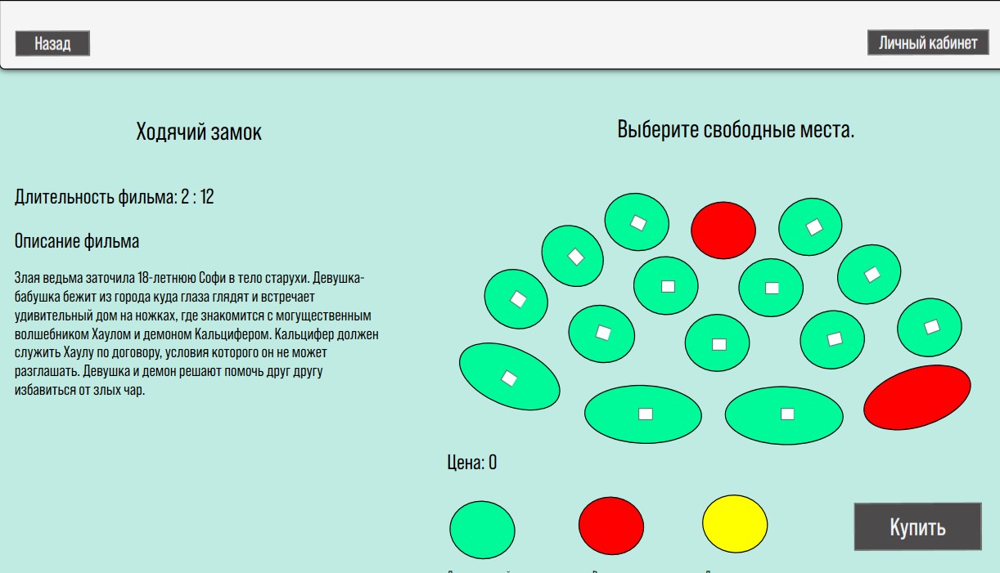 Назад
Личный кабинет
Ходячий замок
Выберите свободные места.
Длительность фильма: 2 : 12
Описание фильма
Злая ведьма заточила 18-летнюю Софи в тело старухи. Девушка-
бабушка бежит из города куда глаза глядят и встречает
удивительный дом на ножках, где знакомится с могущественным
волшебником Хаулом и демоном Кальцифером. Кальцифер должен
служить Хаулу по договору, условия которого он не может
разглашать. Девушка и демон решают помочь друг другу
избавиться от злых чар.
Цена: 0
Купить